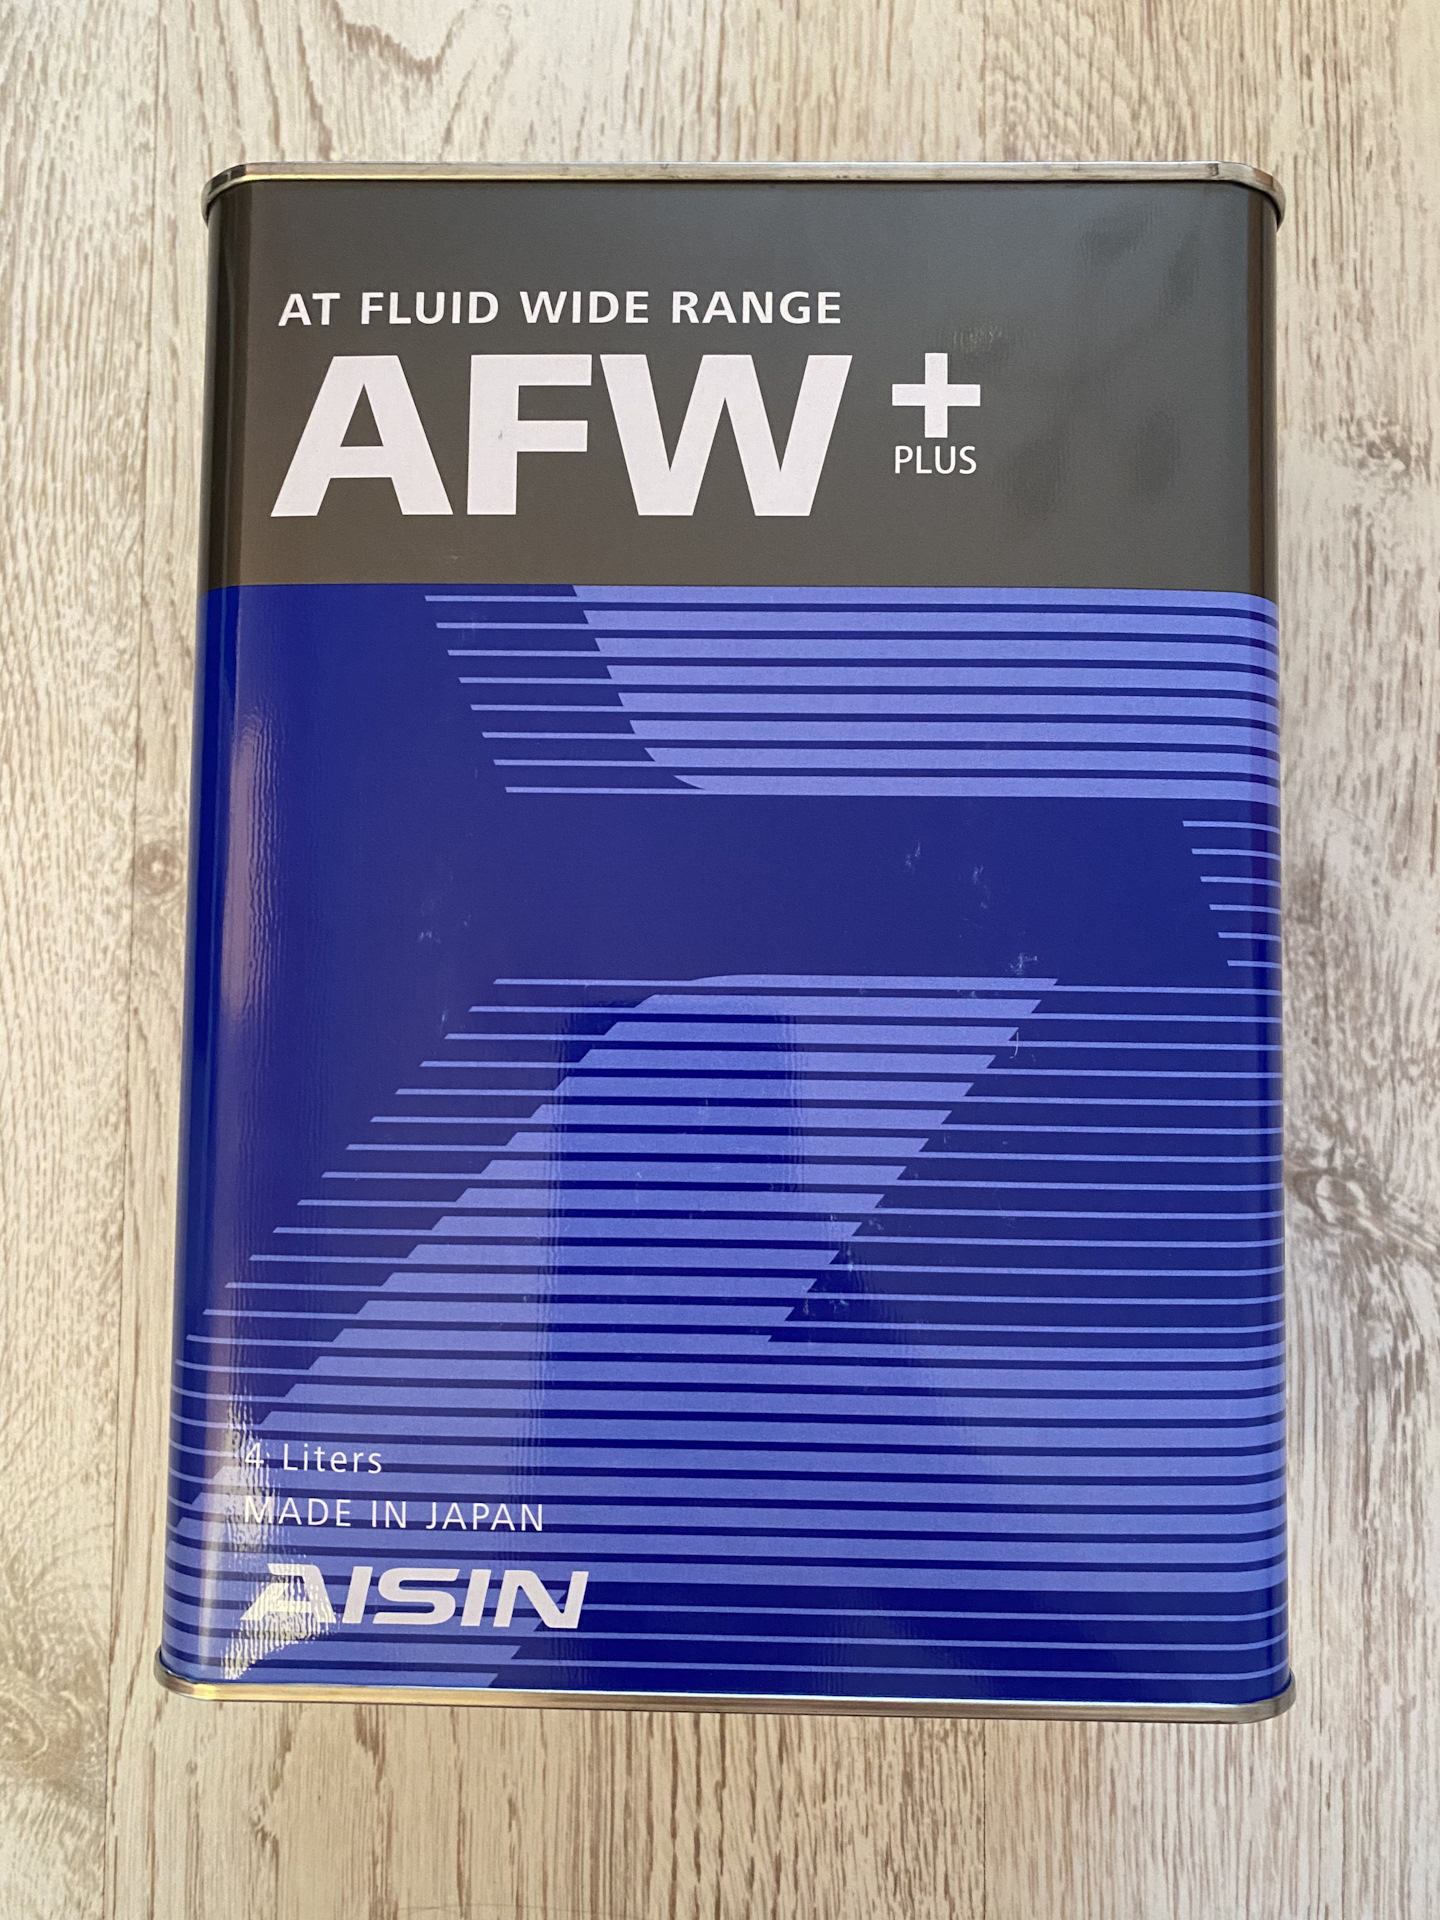 AT FLUID WIDE RANGE
AFW +
PLUS
4 Liters
MADE IN JAPAN
AISIN